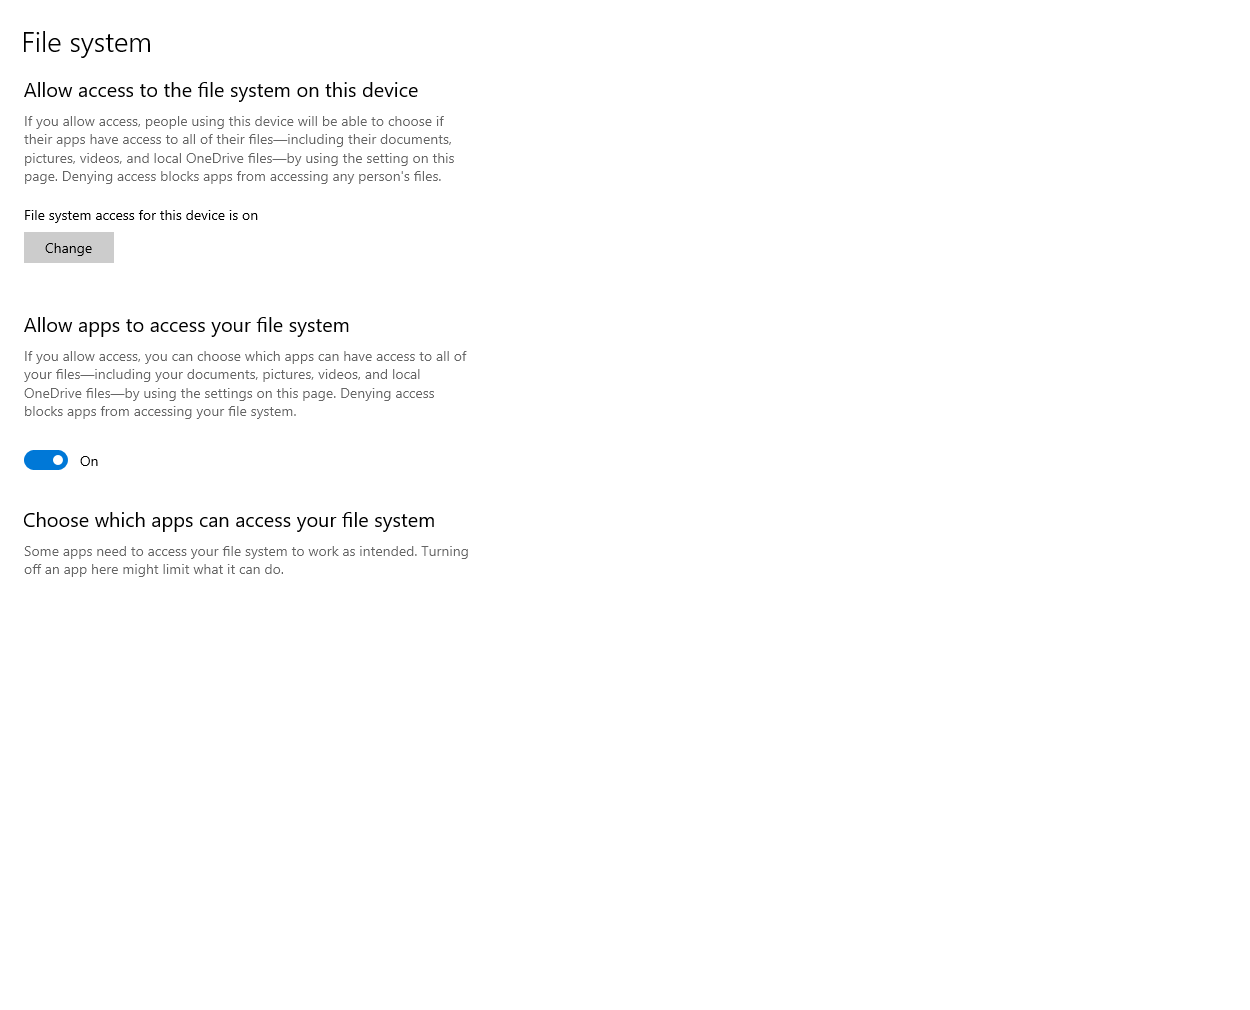 File system
Allow access to the file system on this device
If you allow access, people using this device will be able to choose if
their apps have access to all of their files—including their documents,
pictures, videos, and local OneDrive files—by using the setting on this
page. Denying access blocks apps from accessing any person's files.
File system access for this device is on
Change
Allow apps to access your file system
If you allow access, you can choose which apps can have access to all of
your files—including your documents, pictures, videos, and local
OneDrive files—by using the settings on this page. Denying access
blocks apps from accessing your file system.
On
Choose which apps can access your file system
Some apps need to access your file system to work as intended. Turning
off an app here might limit what it can do.